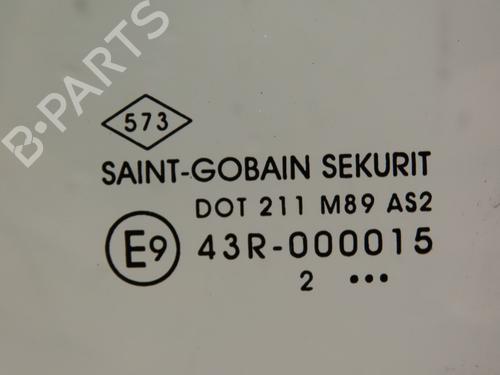 B-PARTS
573
SAINT-GOBAIN SEKURIT
DOT 211 M89 AS2
E9 43R-000015
2 •••